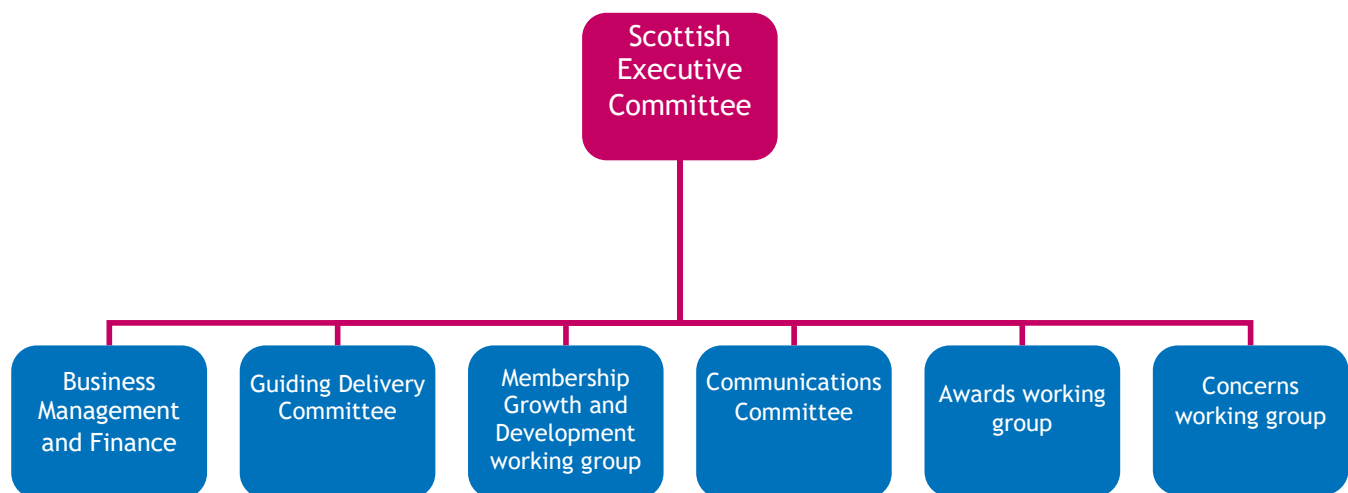 Scottish
Executive
Committee
Business
Management
and Finance
Guiding Delivery
Committee
Membership
Growth and
Development
working group
Communications
Committee
Awards working
group
Concerns
working group